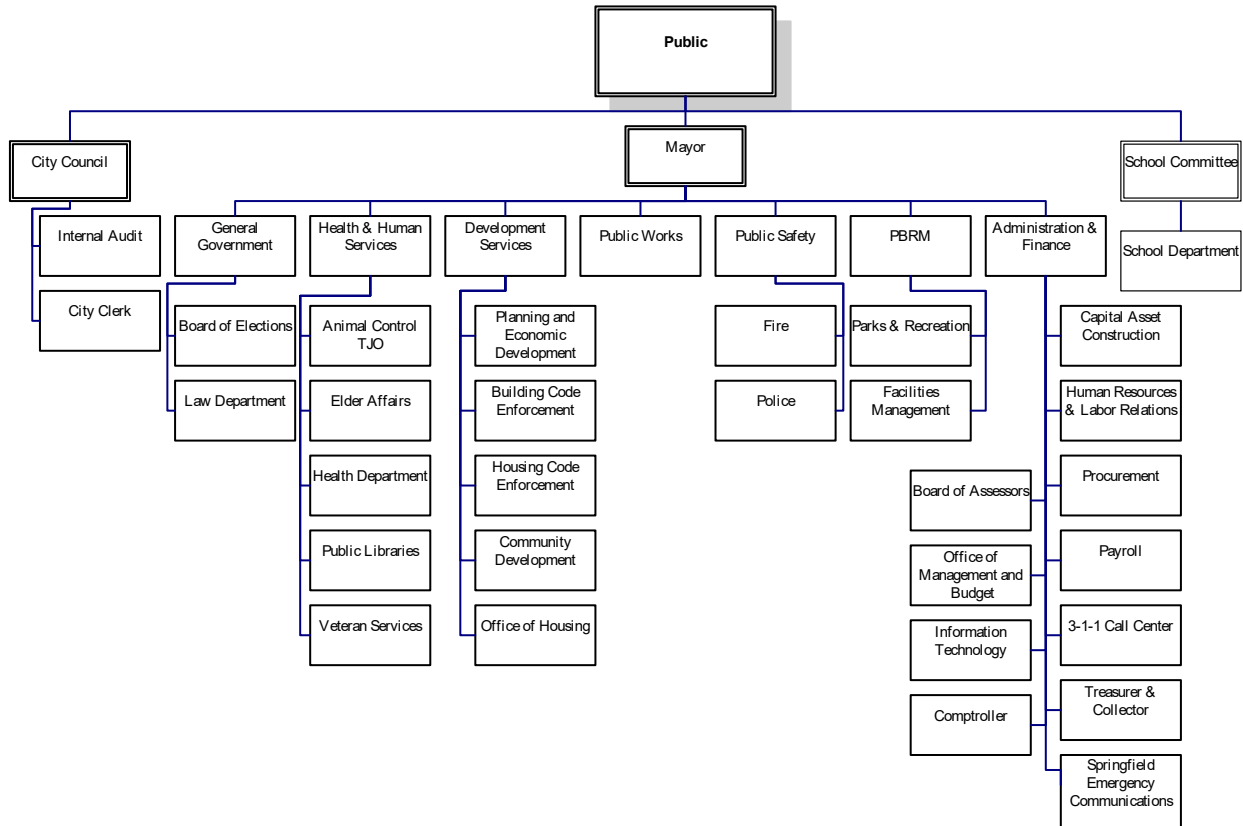 Public
City Council
Mayor
School Committee
Internal Audit
City Clerk
General
Government
Health & Human
Services
Development
Services
Public Works
Public Safety
PBRM
Administration &
Finance
School Department
Board of Elections
Law Department
Animal Control
TJO
Elder Affairs
Health Department
Public Libraries
Veteran Services
Planning and
Economic
Development
Building Code
Enforcement
Housing Code
Enforcement
Community
Development
Office of Housing
Fire
Police
Parks & Recreation
Facilities
Management
Board of Assessors
Office of
Management and
Budget
Information
Technology
Comptroller
Capital Asset
Construction
Human Resources
& Labor Relations
Procurement
Payroll
3-1-1 Call Center
Treasurer &
Collector
Springfield
Emergency
Communications